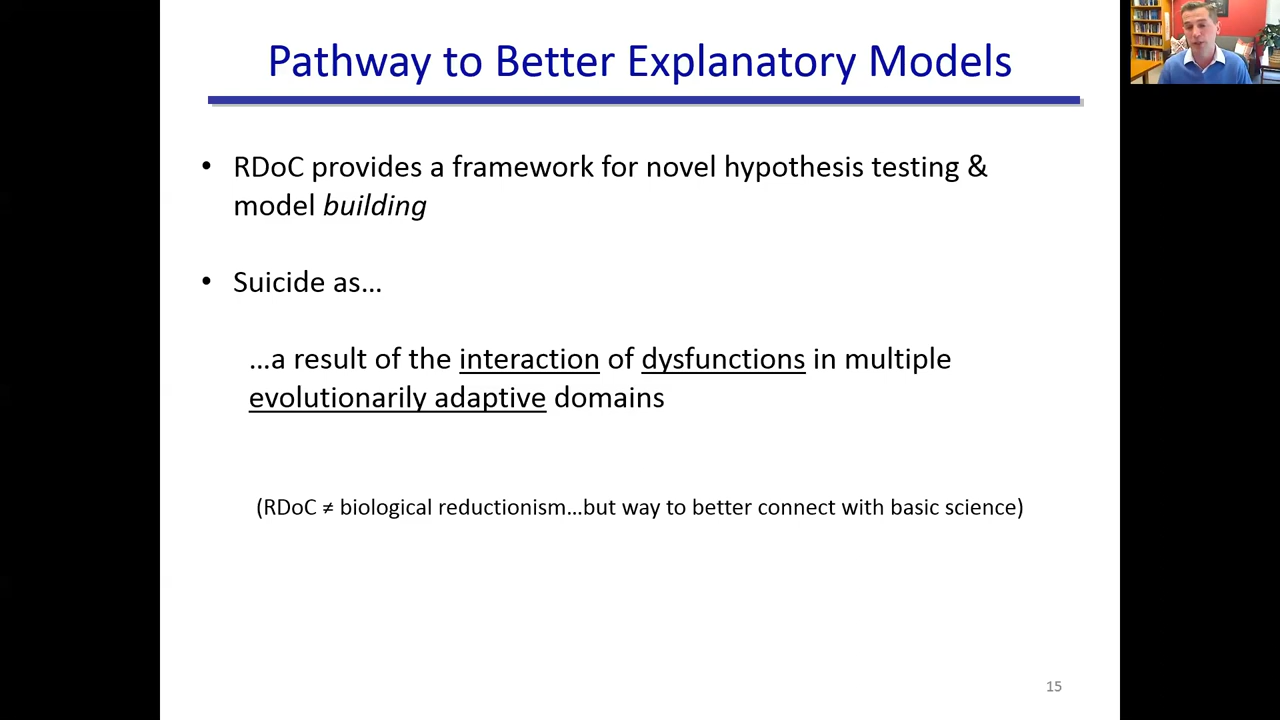 Pathway to Better Explanatory Models
• RDoC provides a framework for novel hypothesis testing &
model building
• Suicide as…
…a result of the interaction of dysfunctions in multiple
evolutionarily adaptive domains
(RDoC ≠ biological reductionism…but way to better connect with basic science)
15